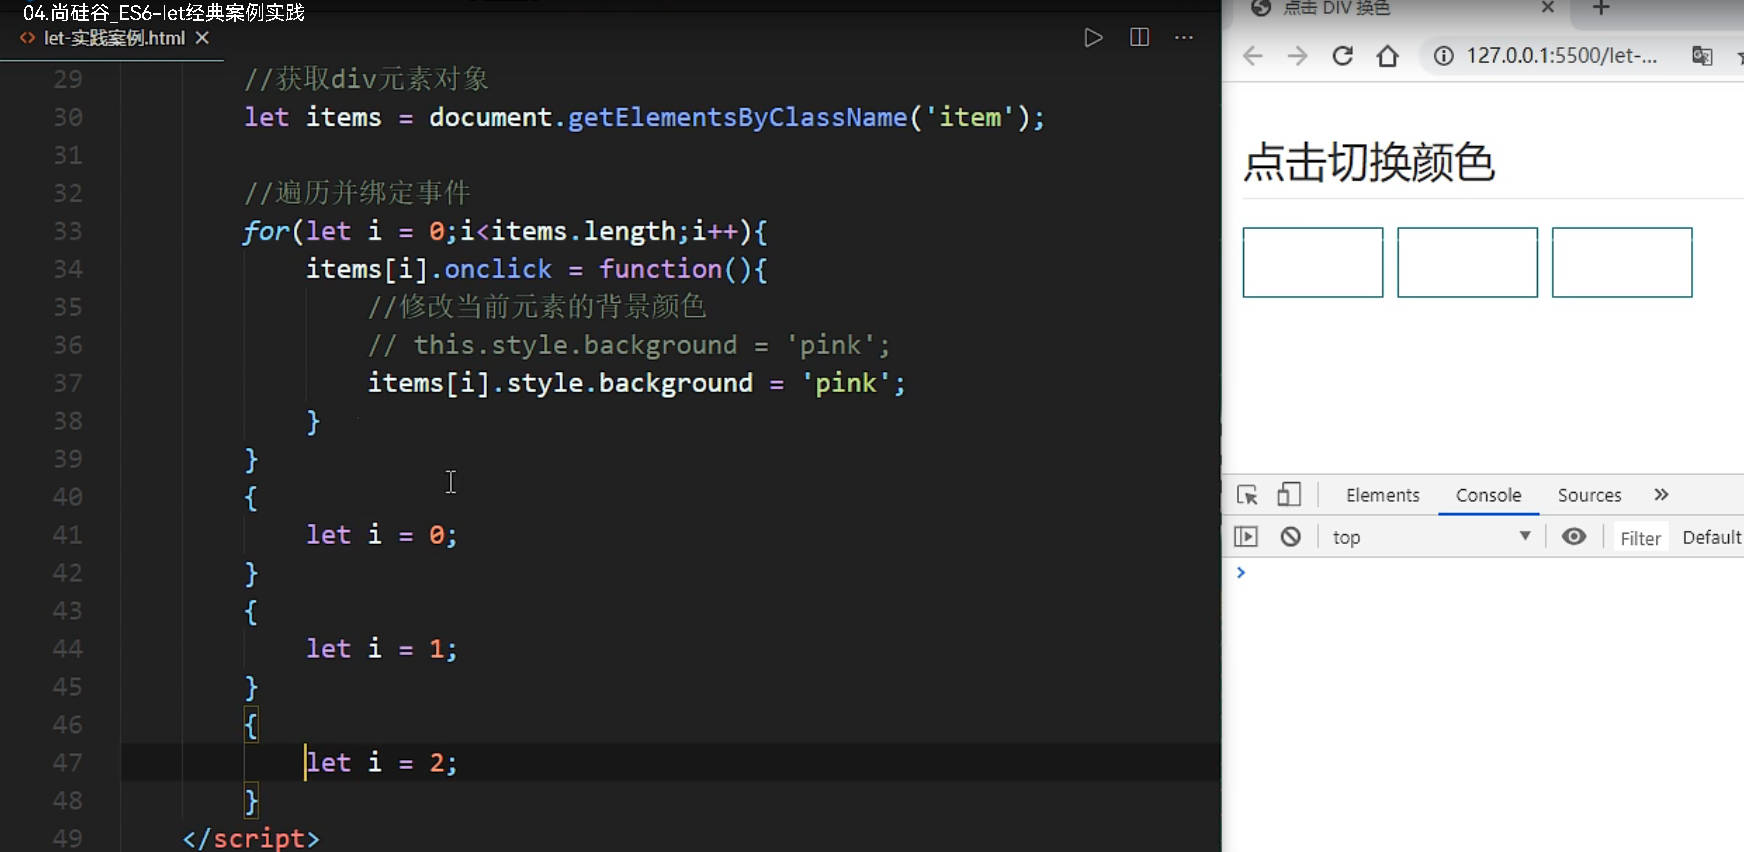 04.尚硅谷_ES6-let经典案例实践
let-实践案例.html
29 //获取div元素对象
30 let items = document.getElementsByClassName('item');
31
32 //遍历并绑定事件
33 for(let i = 0;i<items.length;i++){
34 items[i].onclick = function(){
35 //修改当前元素的背景颜色
36 // this.style.background = 'pink';
37 items[i].style.background = 'pink';
38 }
39 }
40 {
41 let i = 0;
42 }
43 {
44 let i = 1;
45 }
46 {
47 let i = 2;
48 }
49 </script>
点击 DIV 换色
127.0.0.1:5500/let-...
点击切换颜色
Elements Console Sources »
top Filter Default